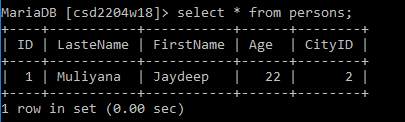 MariaDB [csd2204w18]> select * from persons;
+----+-----------+-----------+------+--------+
| ID | LasteName | FirstName | Age  | CityID |
+----+-----------+-----------+------+--------+
|  1 | Muliyana  | Jaydeep   |   22 |      2 |
+----+-----------+-----------+------+--------+
1 row in set (0.00 sec)